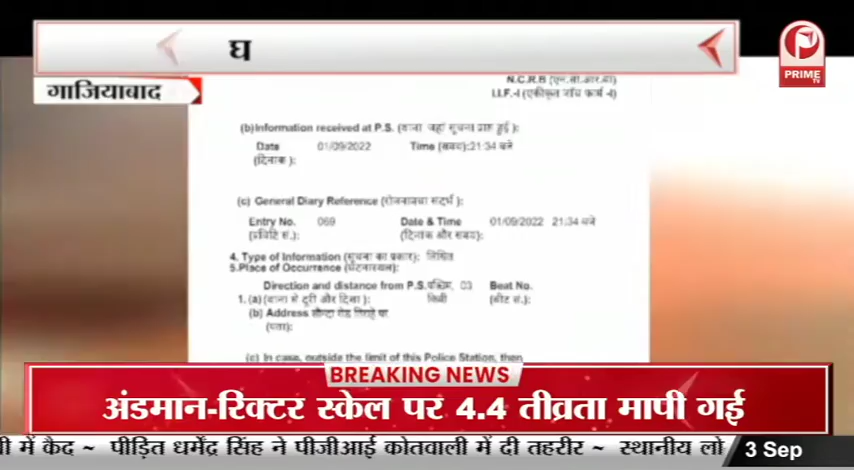 घ
PRIME TV
गाजियाबाद
N.C.R.B (एन.सी.आर.बी)
I.I.F.-I (एकीकृत जाँच फार्म -I)
(b)Information received at P.S. (थाना जहां सूचना प्राप्त हुई ):
Date 01/09/2022 Time (समय):21:34 बजे
(दिनांक ):
(c) General Diary Reference (रोजनामचा संदर्भ ):
Entry No. 069 Date & Time 01/09/2022 21:34 बजे
(प्रविष्टि सं.): (दिनांक और समय):
4. Type of Information (सूचना का प्रकार): लिखित
5.Place of Occurrence (घटनास्थल):
Direction and distance from P.S. पश्चिम, 03 Beat No.
1. (a) (थाना से दूरी और दिशा ): किमी (बीट सं.):
(b) Address रोड तिराहे पर
(पता):
(c) In case, outside the limit of this Police Station, then
BREAKING NEWS
अंडमान-रिक्टर स्केल पर 4.4 तीव्रता मापी गई
ी में कैद ~ पीड़ित धर्मेंद्र सिंह ने पीजीआई कोतवाली में दी तहरीर ~ स्थानीय लो
3 Sep